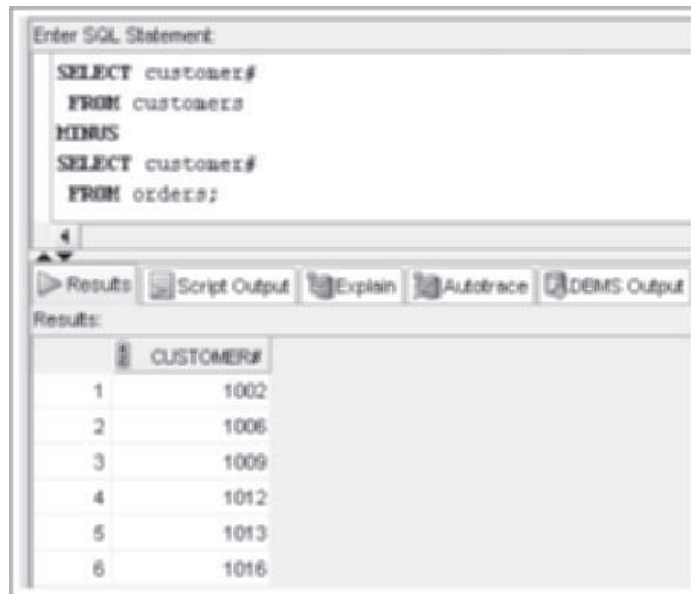 Enter SQL Statement:
SELECT customer#
FROM customers
MINUS
SELECT customer#
FROM orders;
Results Script Output Explain Autotrace DBMS Output
Results:
CUSTOMER#
1 1002
2 1006
3 1009
4 1012
5 1013
6 1016